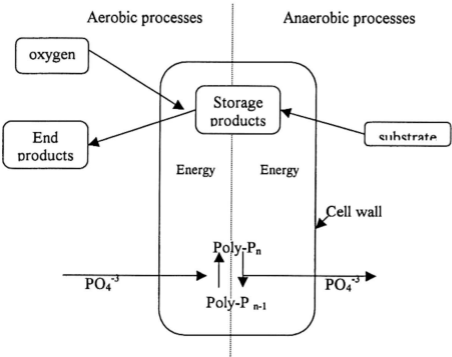 Aerobic processes
Anaerobic processes
oxygen
Storage
products
End
products
substrate
Energy
Energy
Cell wall
Poly-Pn
PO4-3
PO4-3
Poly-P n-1